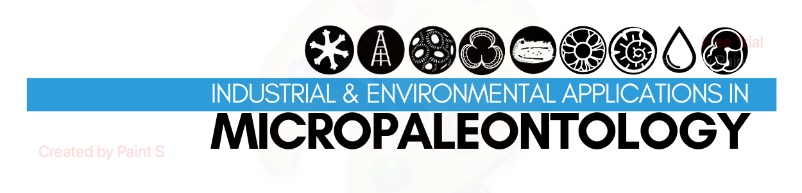 INDUSTRIAL & ENVIRONMENTAL APPLICATIONS IN
MICROPALEONTOLOGY
Created by Paint S